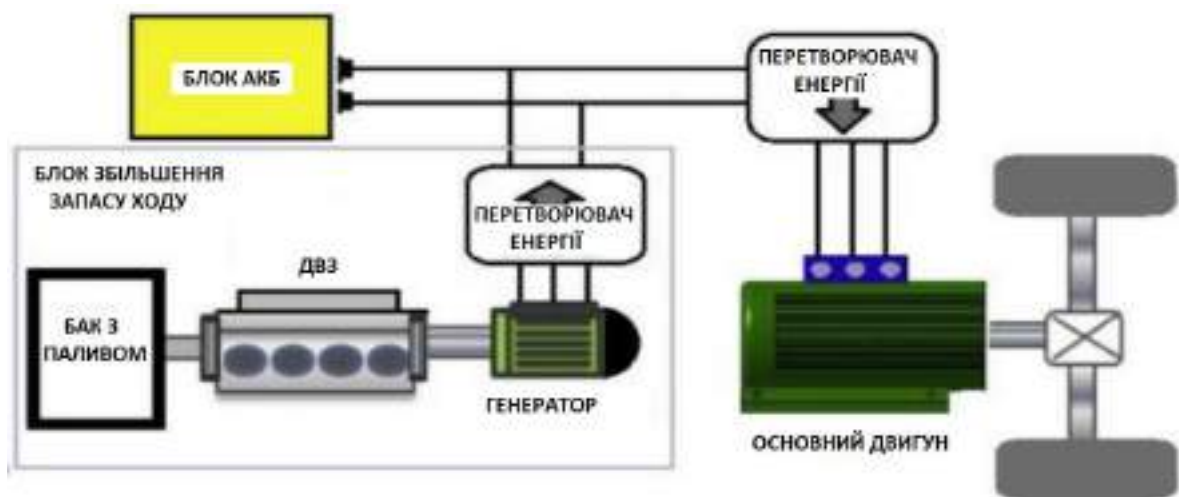 БЛОК АКБ
ПЕРЕТВОРЮВАЧ
ЕНЕРГІЇ
БЛОК ЗБІЛЬШЕННЯ
ЗАПАСУ ХОДУ
ПЕРЕТВОРЮВАЧ
ЕНЕРГІЇ
ДВЗ
БАК З
ПАЛИВОМ
ГЕНЕРАТОР
ОСНОВНИЙ ДВИГУН